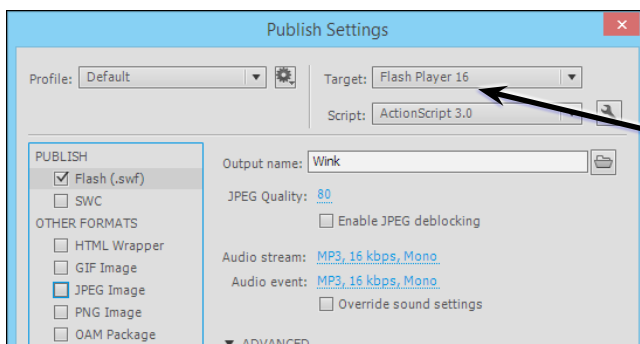 Publish Settings
Profile: Default
Target: Flash Player 16
Script: ActionScript 3.0
PUBLISH
Flash (.swf)
SWC
OTHER FORMATS
HTML Wrapper
GIF Image
JPEG Image
PNG Image
OAM Package
Output name: Wink
JPEG Quality: 80
Enable JPEG deblocking
Audio stream: MP3, 16 kbps, Mono
Audio event: MP3, 16 kbps, Mono
Override sound settings
ADVANCED